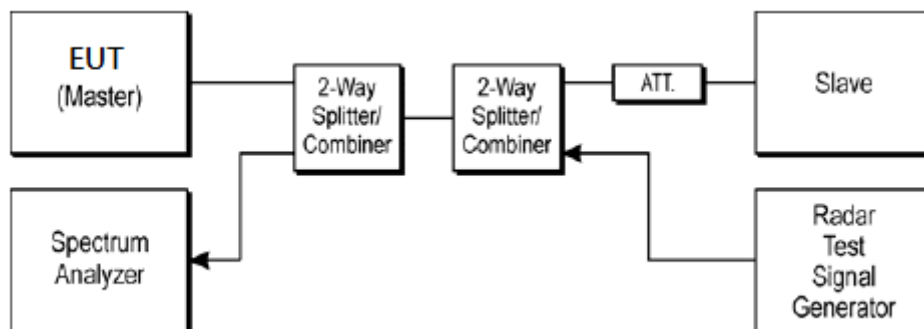 EUT
(Master)
2-Way
Splitter/
Combiner
2-Way
Splitter/
Combiner
ATT.
Slave
Spectrum
Analyzer
Radar
Test
Signal
Generator